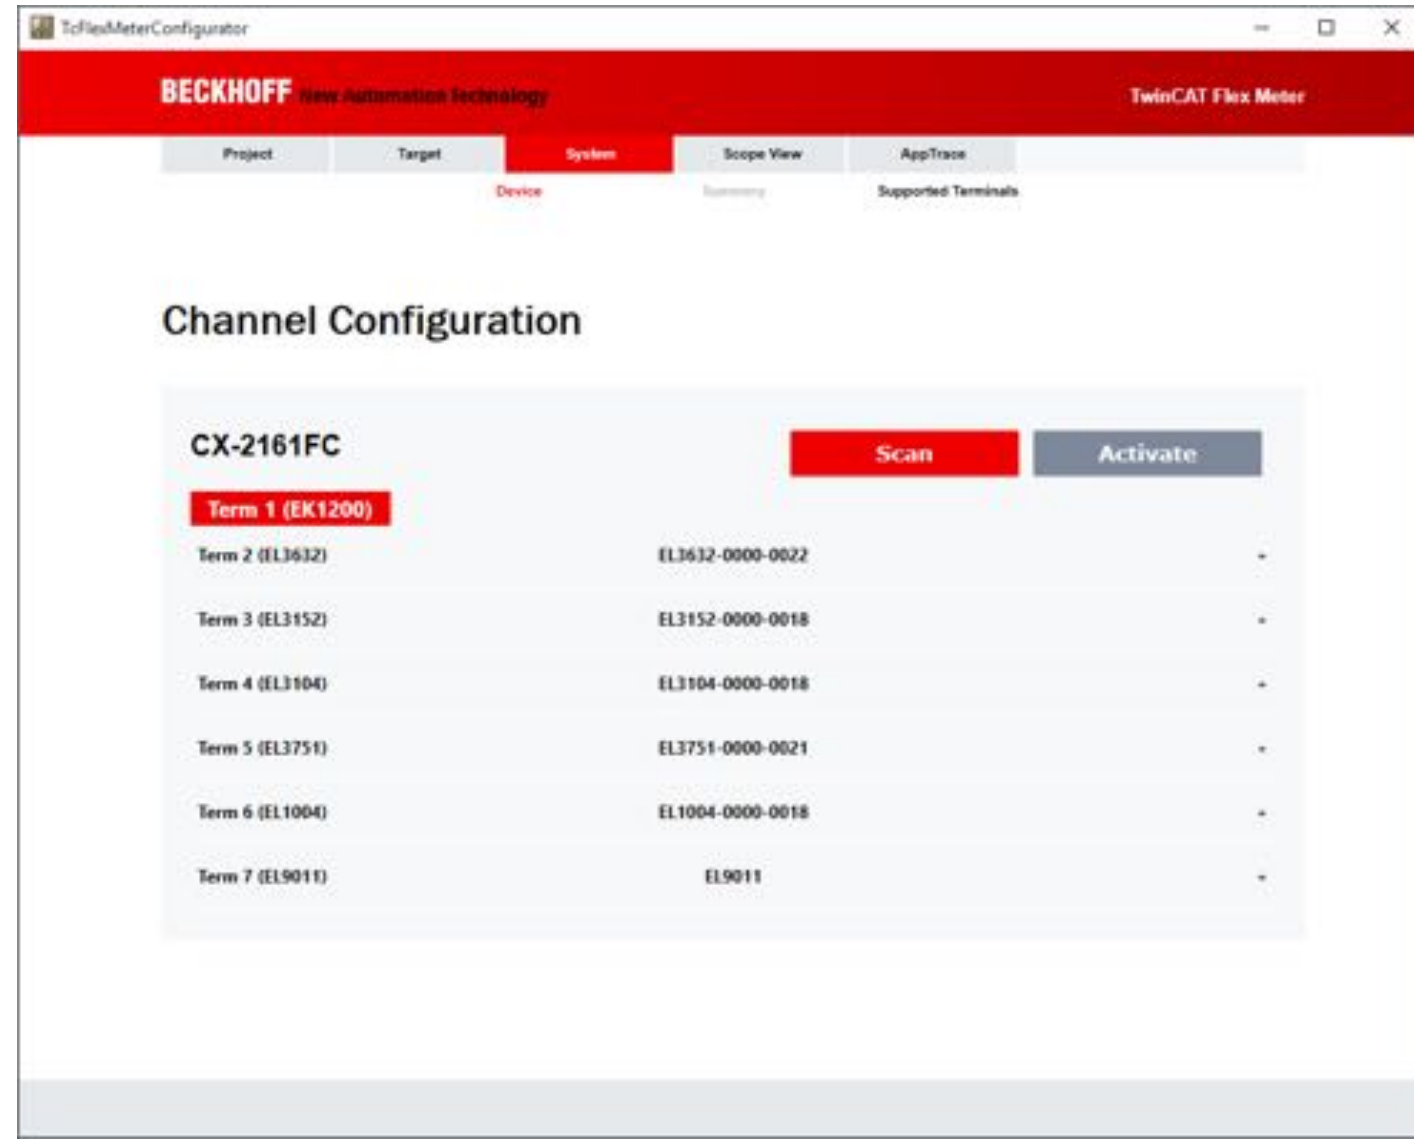 TcFlexMeterConfigurator
BECKHOFF New Automation Technology
TwinCAT Flex Meter
Project Target System Scope View AppTrace
Device Summary Supported Terminals
Channel Configuration
CX-2161FC
Scan Activate
Term 1 (EK1200)
Term 2 (EL3632) EL3632-0000-0022
Term 3 (EL3152) EL3152-0000-0018
Term 4 (EL3104) EL3104-0000-0018
Term 5 (EL3751) EL3751-0000-0021
Term 6 (EL1004) EL1004-0000-0018
Term 7 (EL9011) EL9011